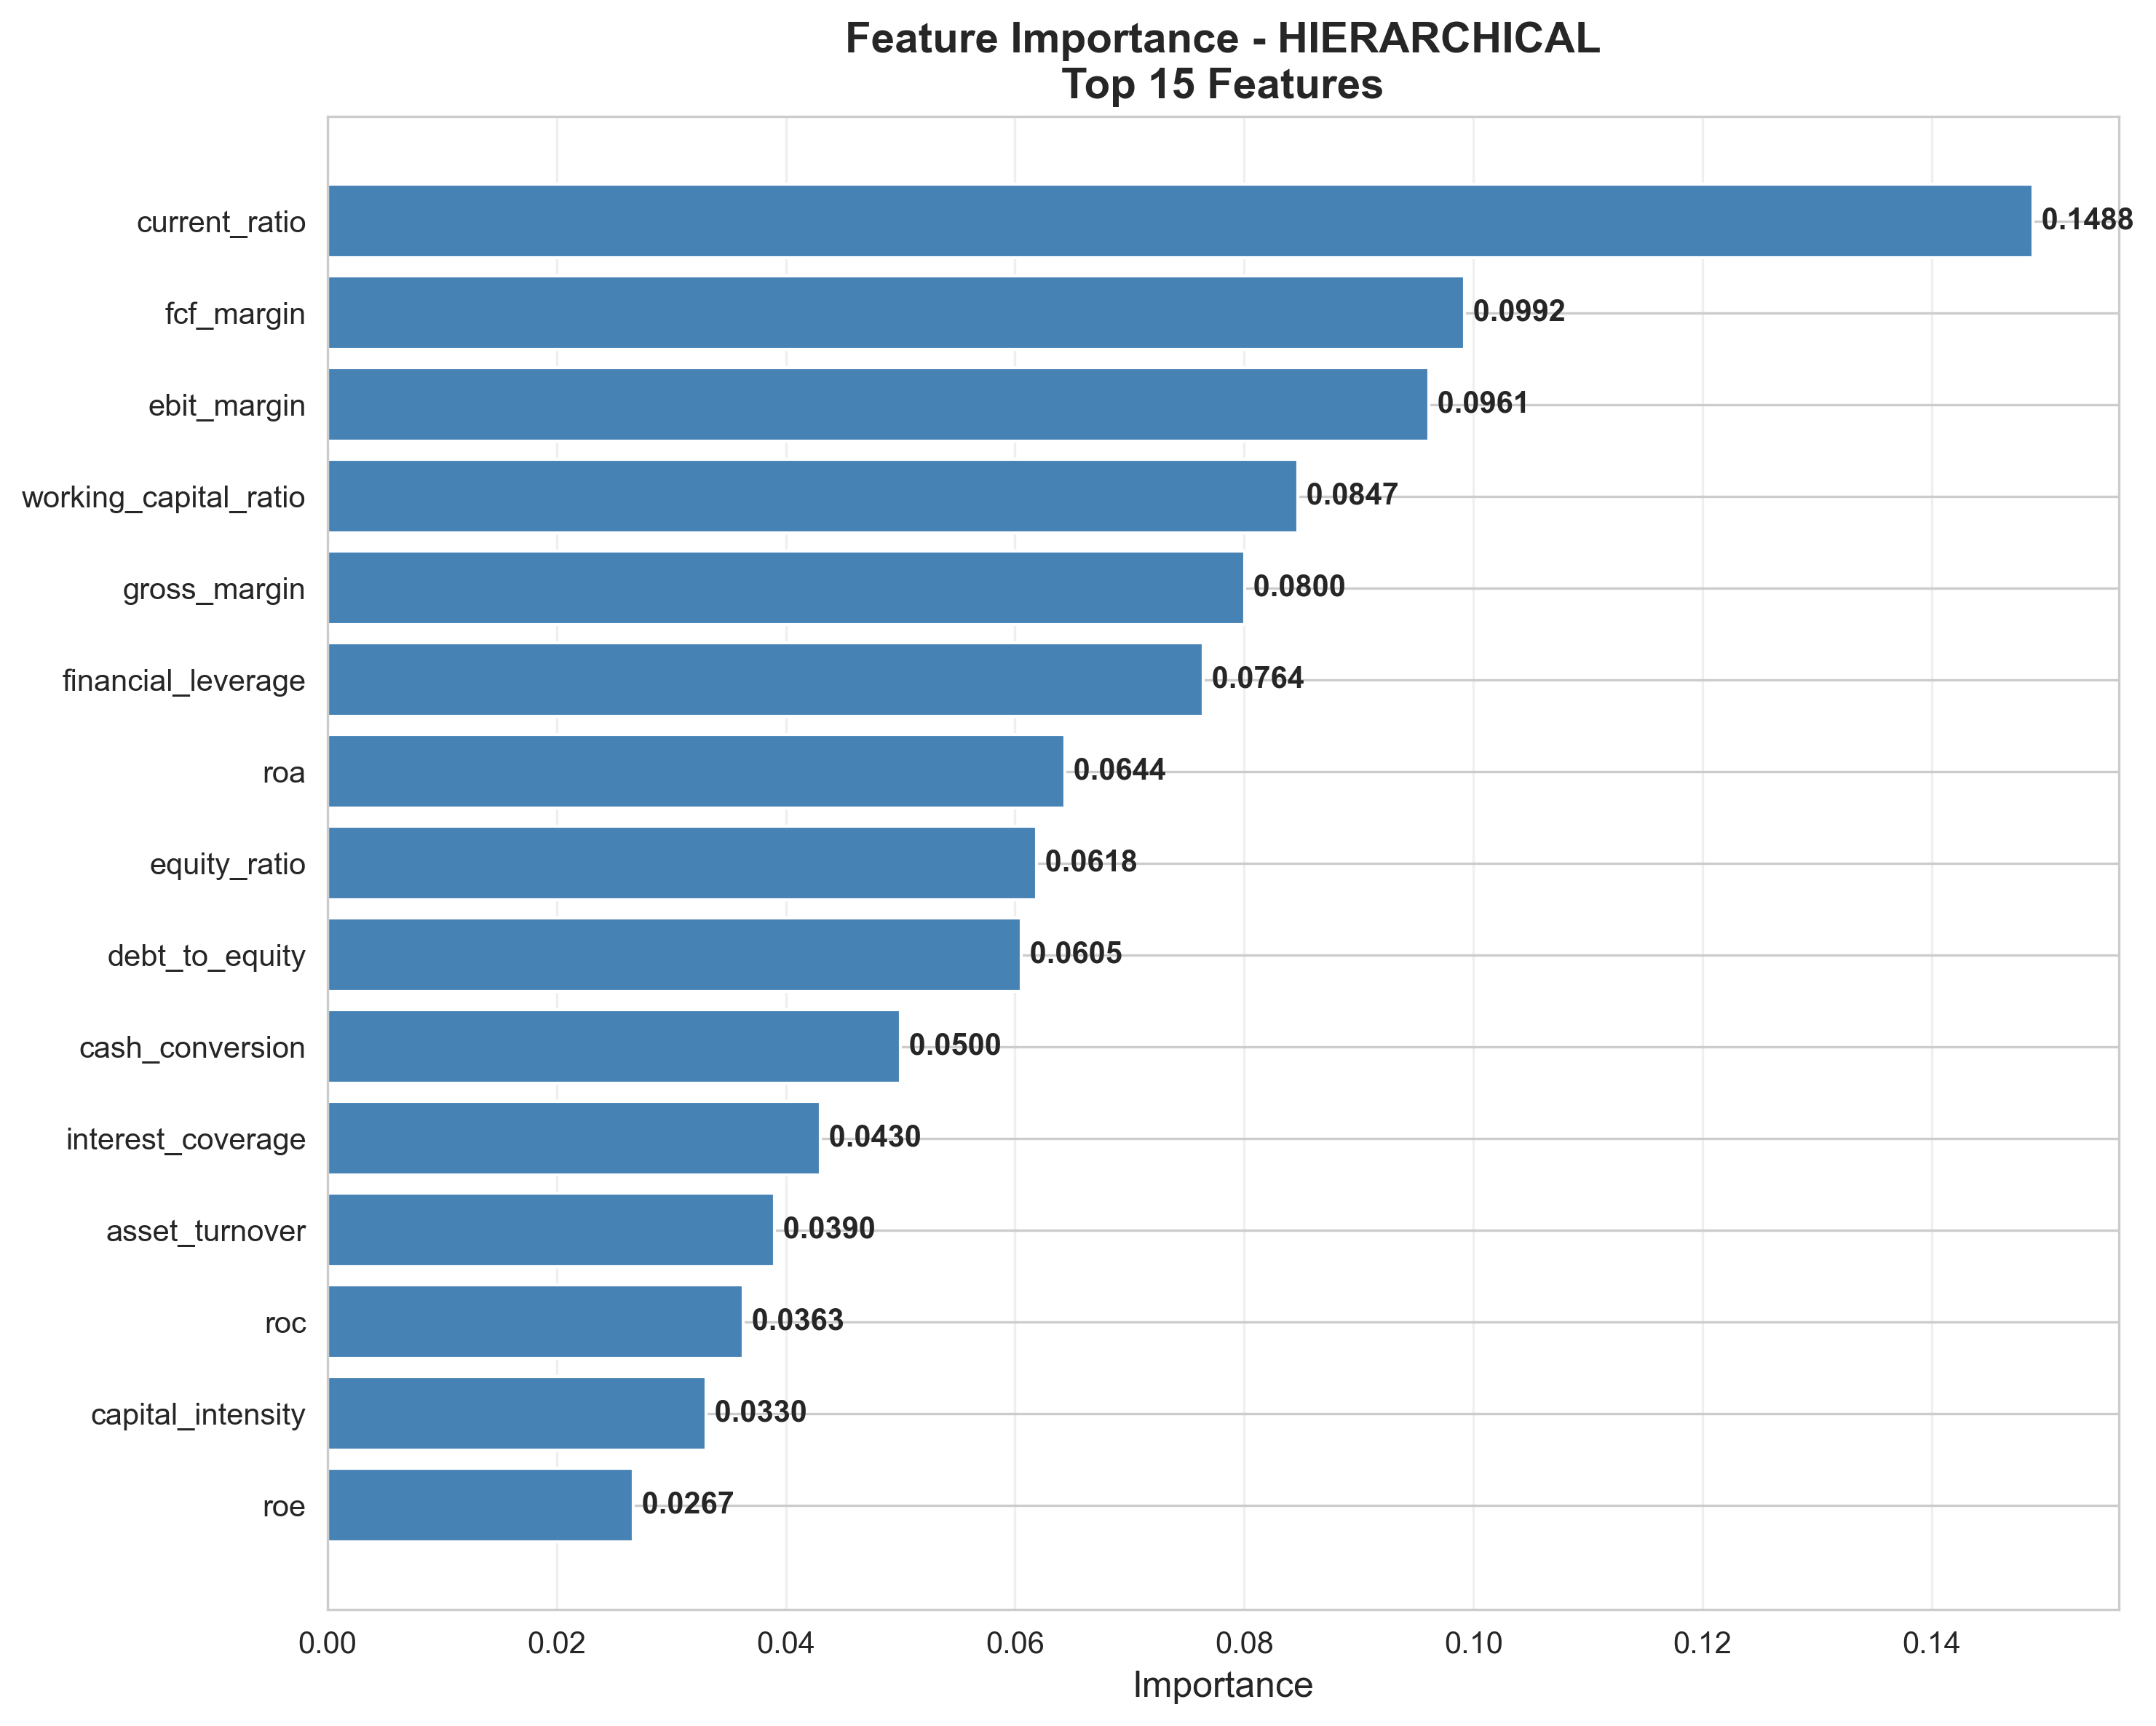 Feature Importance - HIERARCHICAL
Top 15 Features
current_ratio 0.1488
fcf_margin 0.0992
ebit_margin 0.0961
working_capital_ratio 0.0847
gross_margin 0.0800
financial_leverage 0.0764
roa 0.0644
equity_ratio 0.0618
debt_to_equity 0.0605
cash_conversion 0.0500
interest_coverage 0.0430
asset_turnover 0.0390
roc 0.0363
capital_intensity 0.0330
roe 0.0267
0.00 0.02 0.04 0.06 0.08 0.10 0.12 0.14
Importance